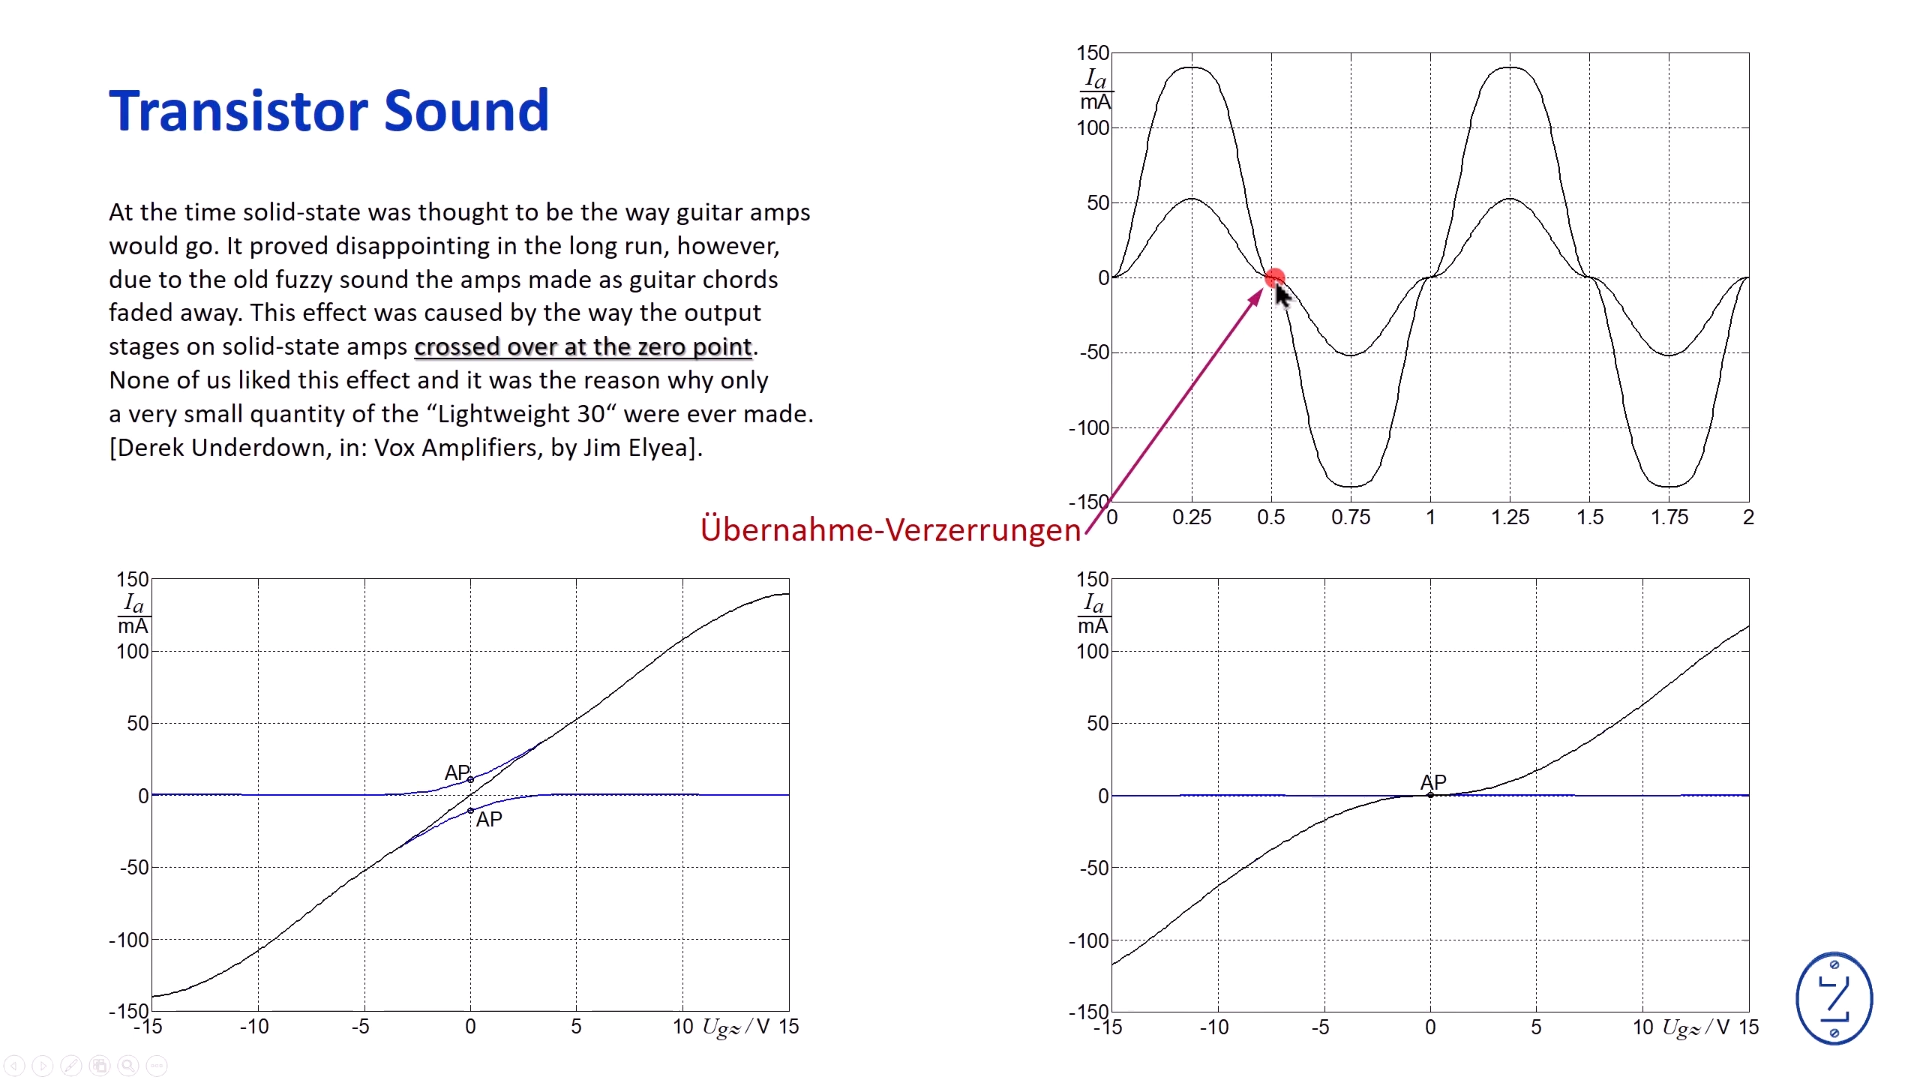 Transistor Sound
At the time solid-state was thought to be the way guitar amps
would go. It proved disappointing in the long run, however,
due to the old fuzzy sound the amps made as guitar chords
faded away. This effect was caused by the way the output
stages on solid-state amps crossed over at the zero point.
None of us liked this effect and it was the reason why only
a very small quantity of the “Lightweight 30“ were ever made.
[Derek Underdown, in: Vox Amplifiers, by Jim Elyea].
150
Ia
mA
100
50
0
-50
-100
-150
0 0.25 0.5 0.75 1 1.25 1.5 1.75 2
Übernahme-Verzerrungen
150
Ia
mA
100
50
AP
0
AP
-50
-100
-150
-15 -10 -5 0 5 10 Ug≈ / V 15
150
Ia
mA
100
50
AP
0
-50
-100
-150
-15 -10 -5 0 5 10 Ug≈ / V 15